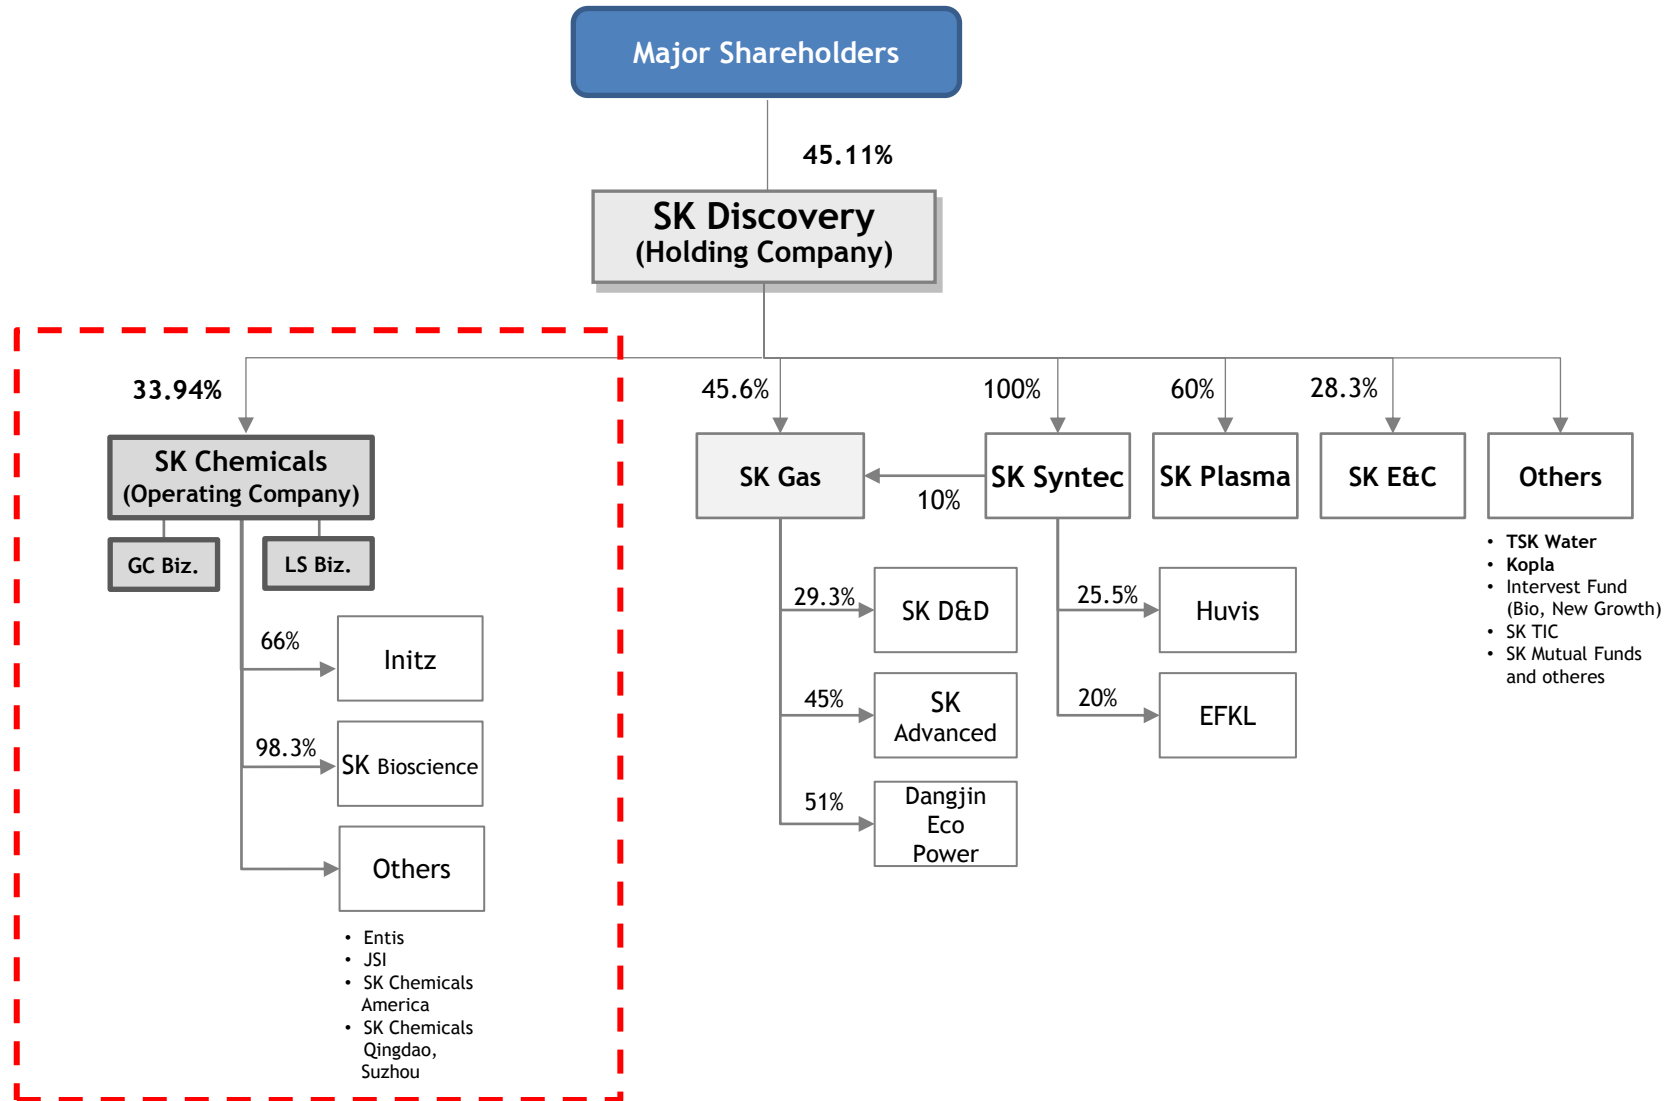 Major Shareholders
45.11%
SK Discovery
(Holding Company)
33.94%
45.6%
100%
60%
28.3%
SK Chemicals
(Operating Company)
SK Gas
10%
SK Syntec
SK Plasma
SK E&C
Others
GC Biz.
LS Biz.
66%
Initz
98.3%
SK Bioscience
Others
• Entis
• JSI
• SK Chemicals
America
• SK Chemicals
Qingdao,
Suzhou
29.3%
SK D&D
45%
SK
Advanced
51%
Dangjin
Eco
Power
25.5%
Huvis
20%
EFKL
• TSK Water
• Kopla
• Intervest Fund
(Bio, New Growth)
• SK TIC
• SK Mutual Funds
and otheres